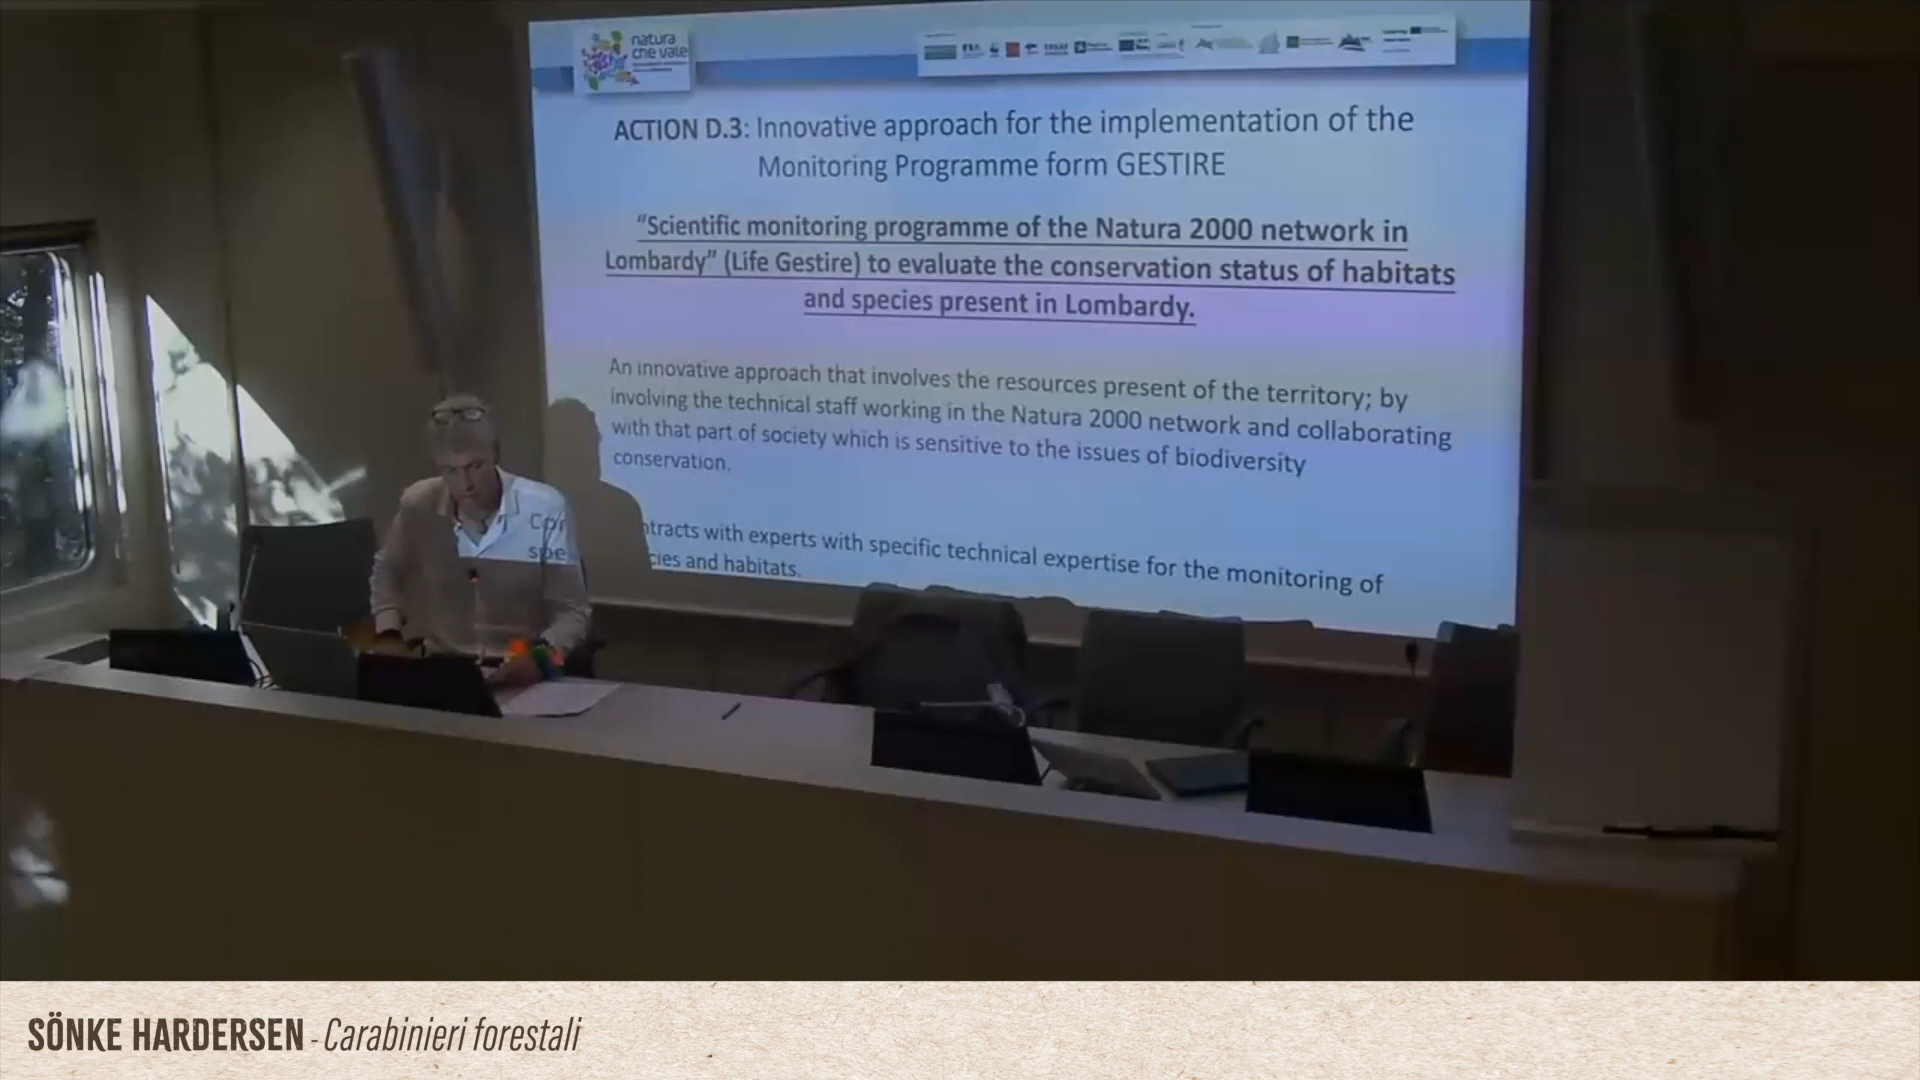 natura
che vale
ACTION D.3: Innovative approach for the implementation of the
Monitoring Programme form GESTIRE
“Scientific monitoring programme of the Natura 2000 network in
Lombardy” (Life Gestire) to evaluate the conservation status of habitats
and species present in Lombardy.
An innovative approach that involves the resources present of the territory; by
involving the technical staff working in the Natura 2000 network and collaborating
with that part of society which is sensitive to the issues of biodiversity
conservation.
Contracts with experts with specific technical expertise for the monitoring of
species and habitats.
SÖNKE HARDERSEN - Carabinieri forestali